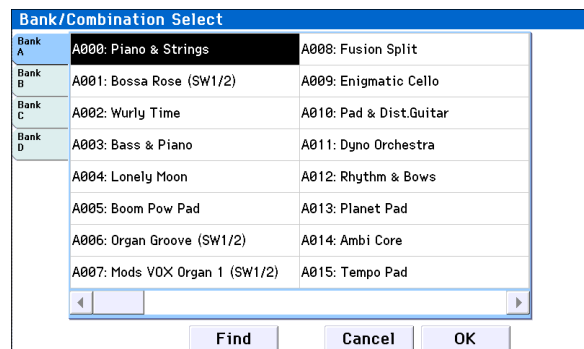 Bank/Combination Select
Bank
A
Bank
B
Bank
C
Bank
D
A000: Piano & Strings
A001: Bossa Rose (SW1/2)
A002: Wurly Time
A003: Bass & Piano
A004: Lonely Moon
A005: Boom Pow Pad
A006: Organ Groove (SW1/2)
A007: Mods VOX Organ 1 (SW1/2)
A008: Fusion Split
A009: Enigmatic Cello
A010: Pad & Dist.Guitar
A011: Dyno Orchestra
A012: Rhythm & Bows
A013: Planet Pad
A014: Ambi Core
A015: Tempo Pad
Find
Cancel
OK